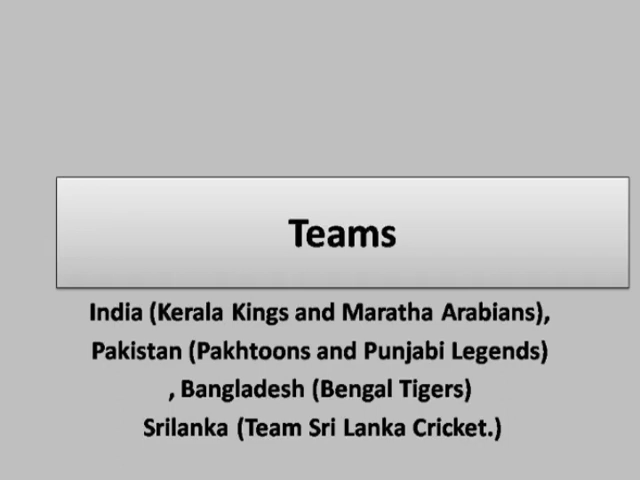 Teams
India (Kerala Kings and Maratha Arabians),
Pakistan (Pakhtoons and Punjabi Legends)
, Bangladesh (Bengal Tigers)
Srilanka (Team Sri Lanka Cricket.)